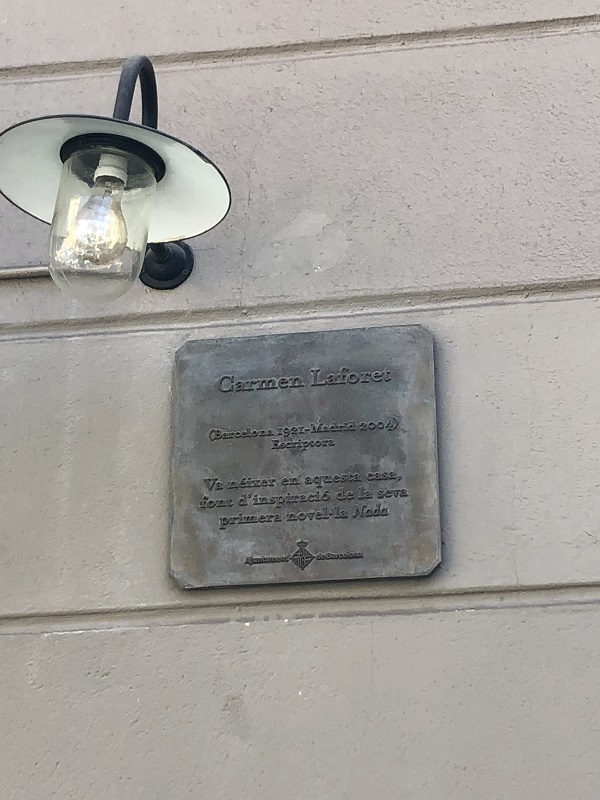 Carmen Laforet
(Barcelona 1921-Madrid 2004)
Escriptora
Va néixer en aquesta casa,
font d'inspiració de la seva
primera novel·la Nada
Ajuntament de Barcelona